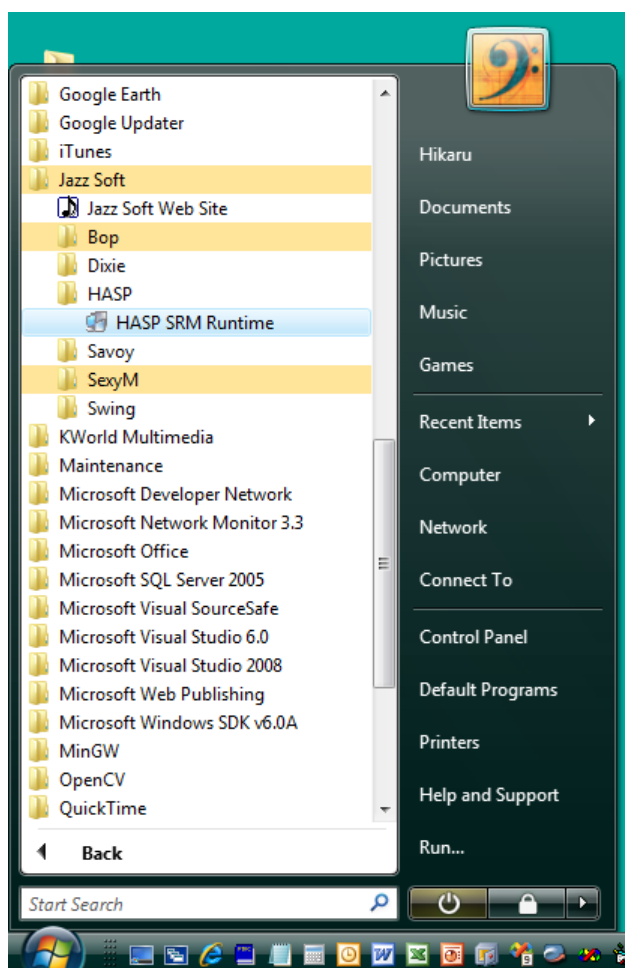 Google Earth
Google Updater
iTunes
Jazz Soft
Jazz Soft Web Site
Bop
Dixie
HASP
HASP SRM Runtime
Savoy
SexyM
Swing
KWorld Multimedia
Maintenance
Microsoft Developer Network
Microsoft Network Monitor 3.3
Microsoft Office
Microsoft SQL Server 2005
Microsoft Visual SourceSafe
Microsoft Visual Studio 6.0
Microsoft Visual Studio 2008
Microsoft Web Publishing
Microsoft Windows SDK v6.0A
MinGW
OpenCV
QuickTime
Back
Start Search
Hikaru
Documents
Pictures
Music
Games
Recent Items
Computer
Network
Connect To
Control Panel
Default Programs
Printers
Help and Support
Run...